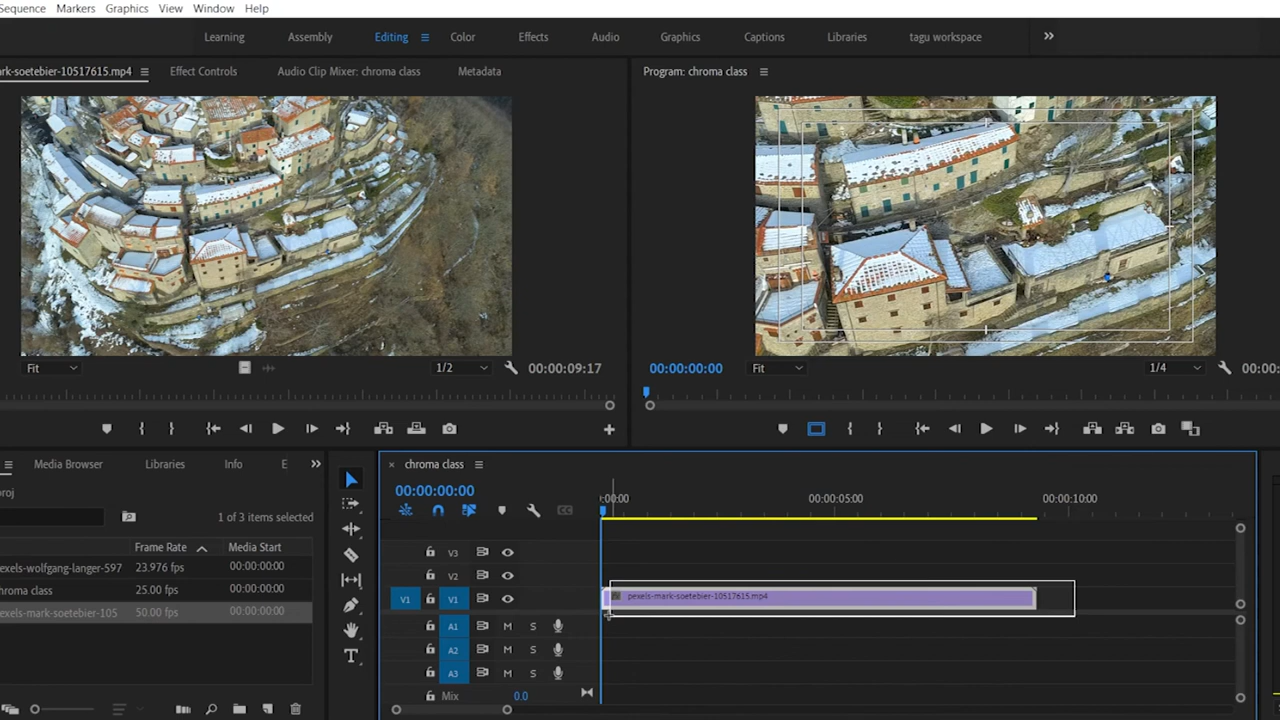 Sequence Markers Graphics View Window Help
Learning Assembly Editing Color Effects Audio Graphics Captions Libraries tagu workspace
rk-soetebier-10517615.mp4 Effect Controls Audio Clip Mixer: chroma class Metadata
Program: chroma class
Fit 1/2 00:00:09:17
00:00:00:00 Fit 1/4 00:00:
Media Browser Libraries Info E
roj
1 of 3 items selected
Frame Rate Media Start
exels-wolfgang-langer-597 23.976 fps 00:00:00:00
hroma class 25.00 fps 00:00:00:00
exels-mark-soetebier-105 50.00 fps 00:00:00:00
× chroma class
00:00:00:00
:00:00 00:00:05:00 00:00:10:00
V3
V2
V1 V1 pexels-mark-soetebier-10517615.mp4
A1 M S
A2 M S
A3 M S
Mix 0.0